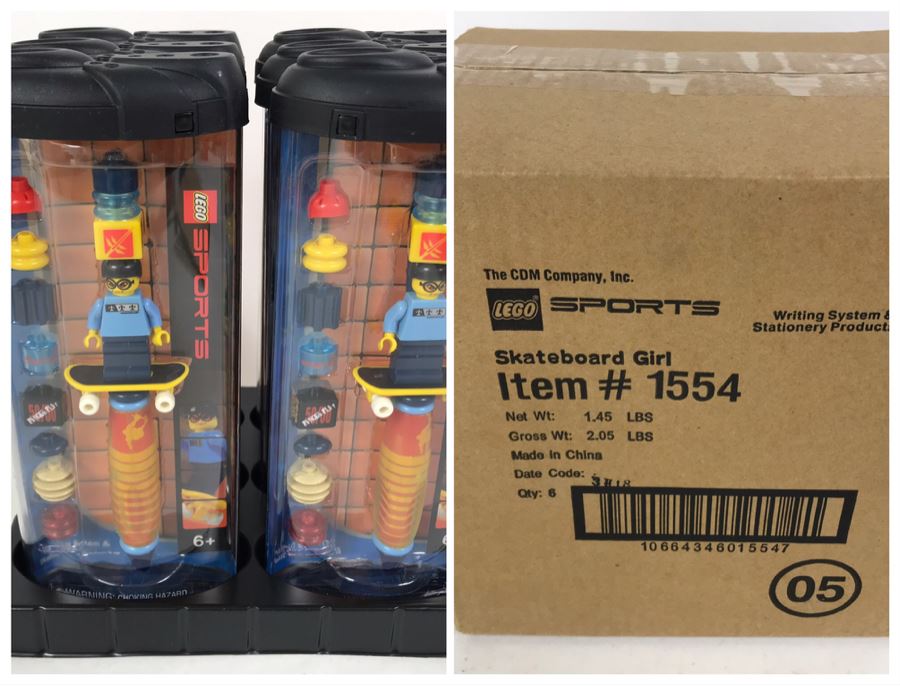 LEGO SPORTS
6+
WARNING: CHOKING HAZARD
The CDM Company, Inc.
LEGO SPORTS
Writing System &
Stationery Products
Skateboard Girl
Item # 1554
Net Wt: 1.45 LBS
Gross Wt: 2.05 LBS
Made in China
Date Code: 3H18
Qty: 6
10664346015547
05